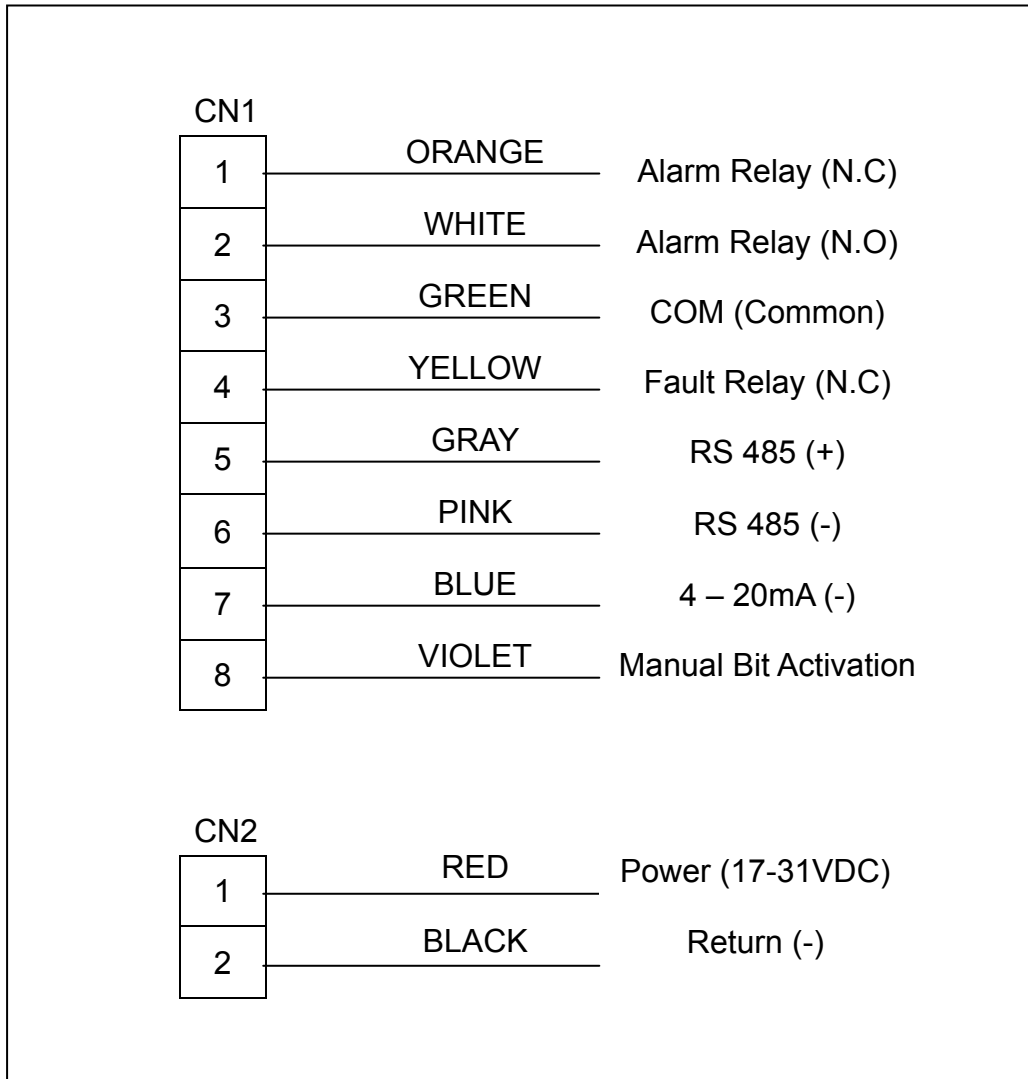 CN1
1 ORANGE Alarm Relay (N.C)
2 WHITE Alarm Relay (N.O)
3 GREEN COM (Common)
4 YELLOW Fault Relay (N.C)
5 GRAY RS 485 (+)
6 PINK RS 485 (-)
7 BLUE 4 – 20mA (-)
8 VIOLET Manual Bit Activation
CN2
1 RED Power (17-31VDC)
2 BLACK Return (-)